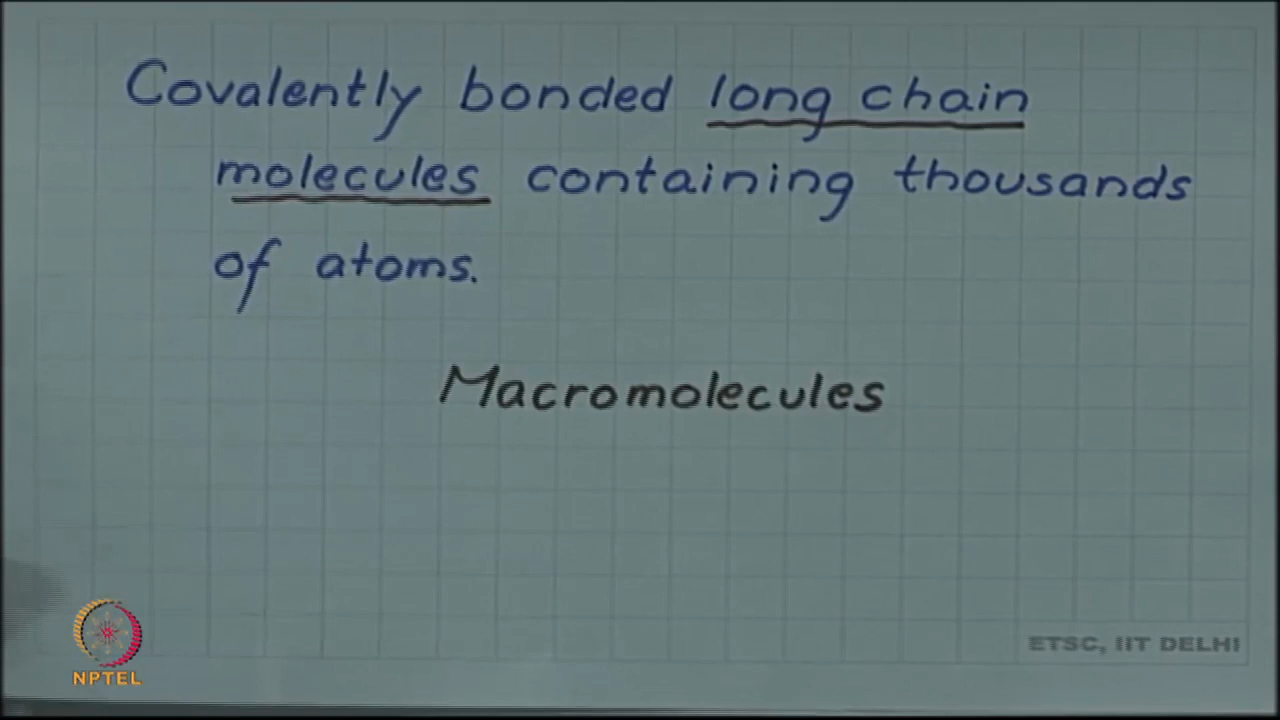 Covalently bonded long chain
molecules containing thousands
of atoms.
Macromolecules
NPTEL
ETSC, IIT DELHI